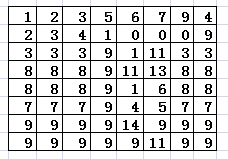 1 2 3 5 6 7 9 4
2 3 4 1 0 0 0 9
3 3 3 9 1 11 3 3
8 8 8 9 11 13 8 8
8 8 8 9 1 6 8 8
7 7 7 9 4 5 7 7
9 9 9 9 14 9 9 9
9 9 9 9 9 11 9 9